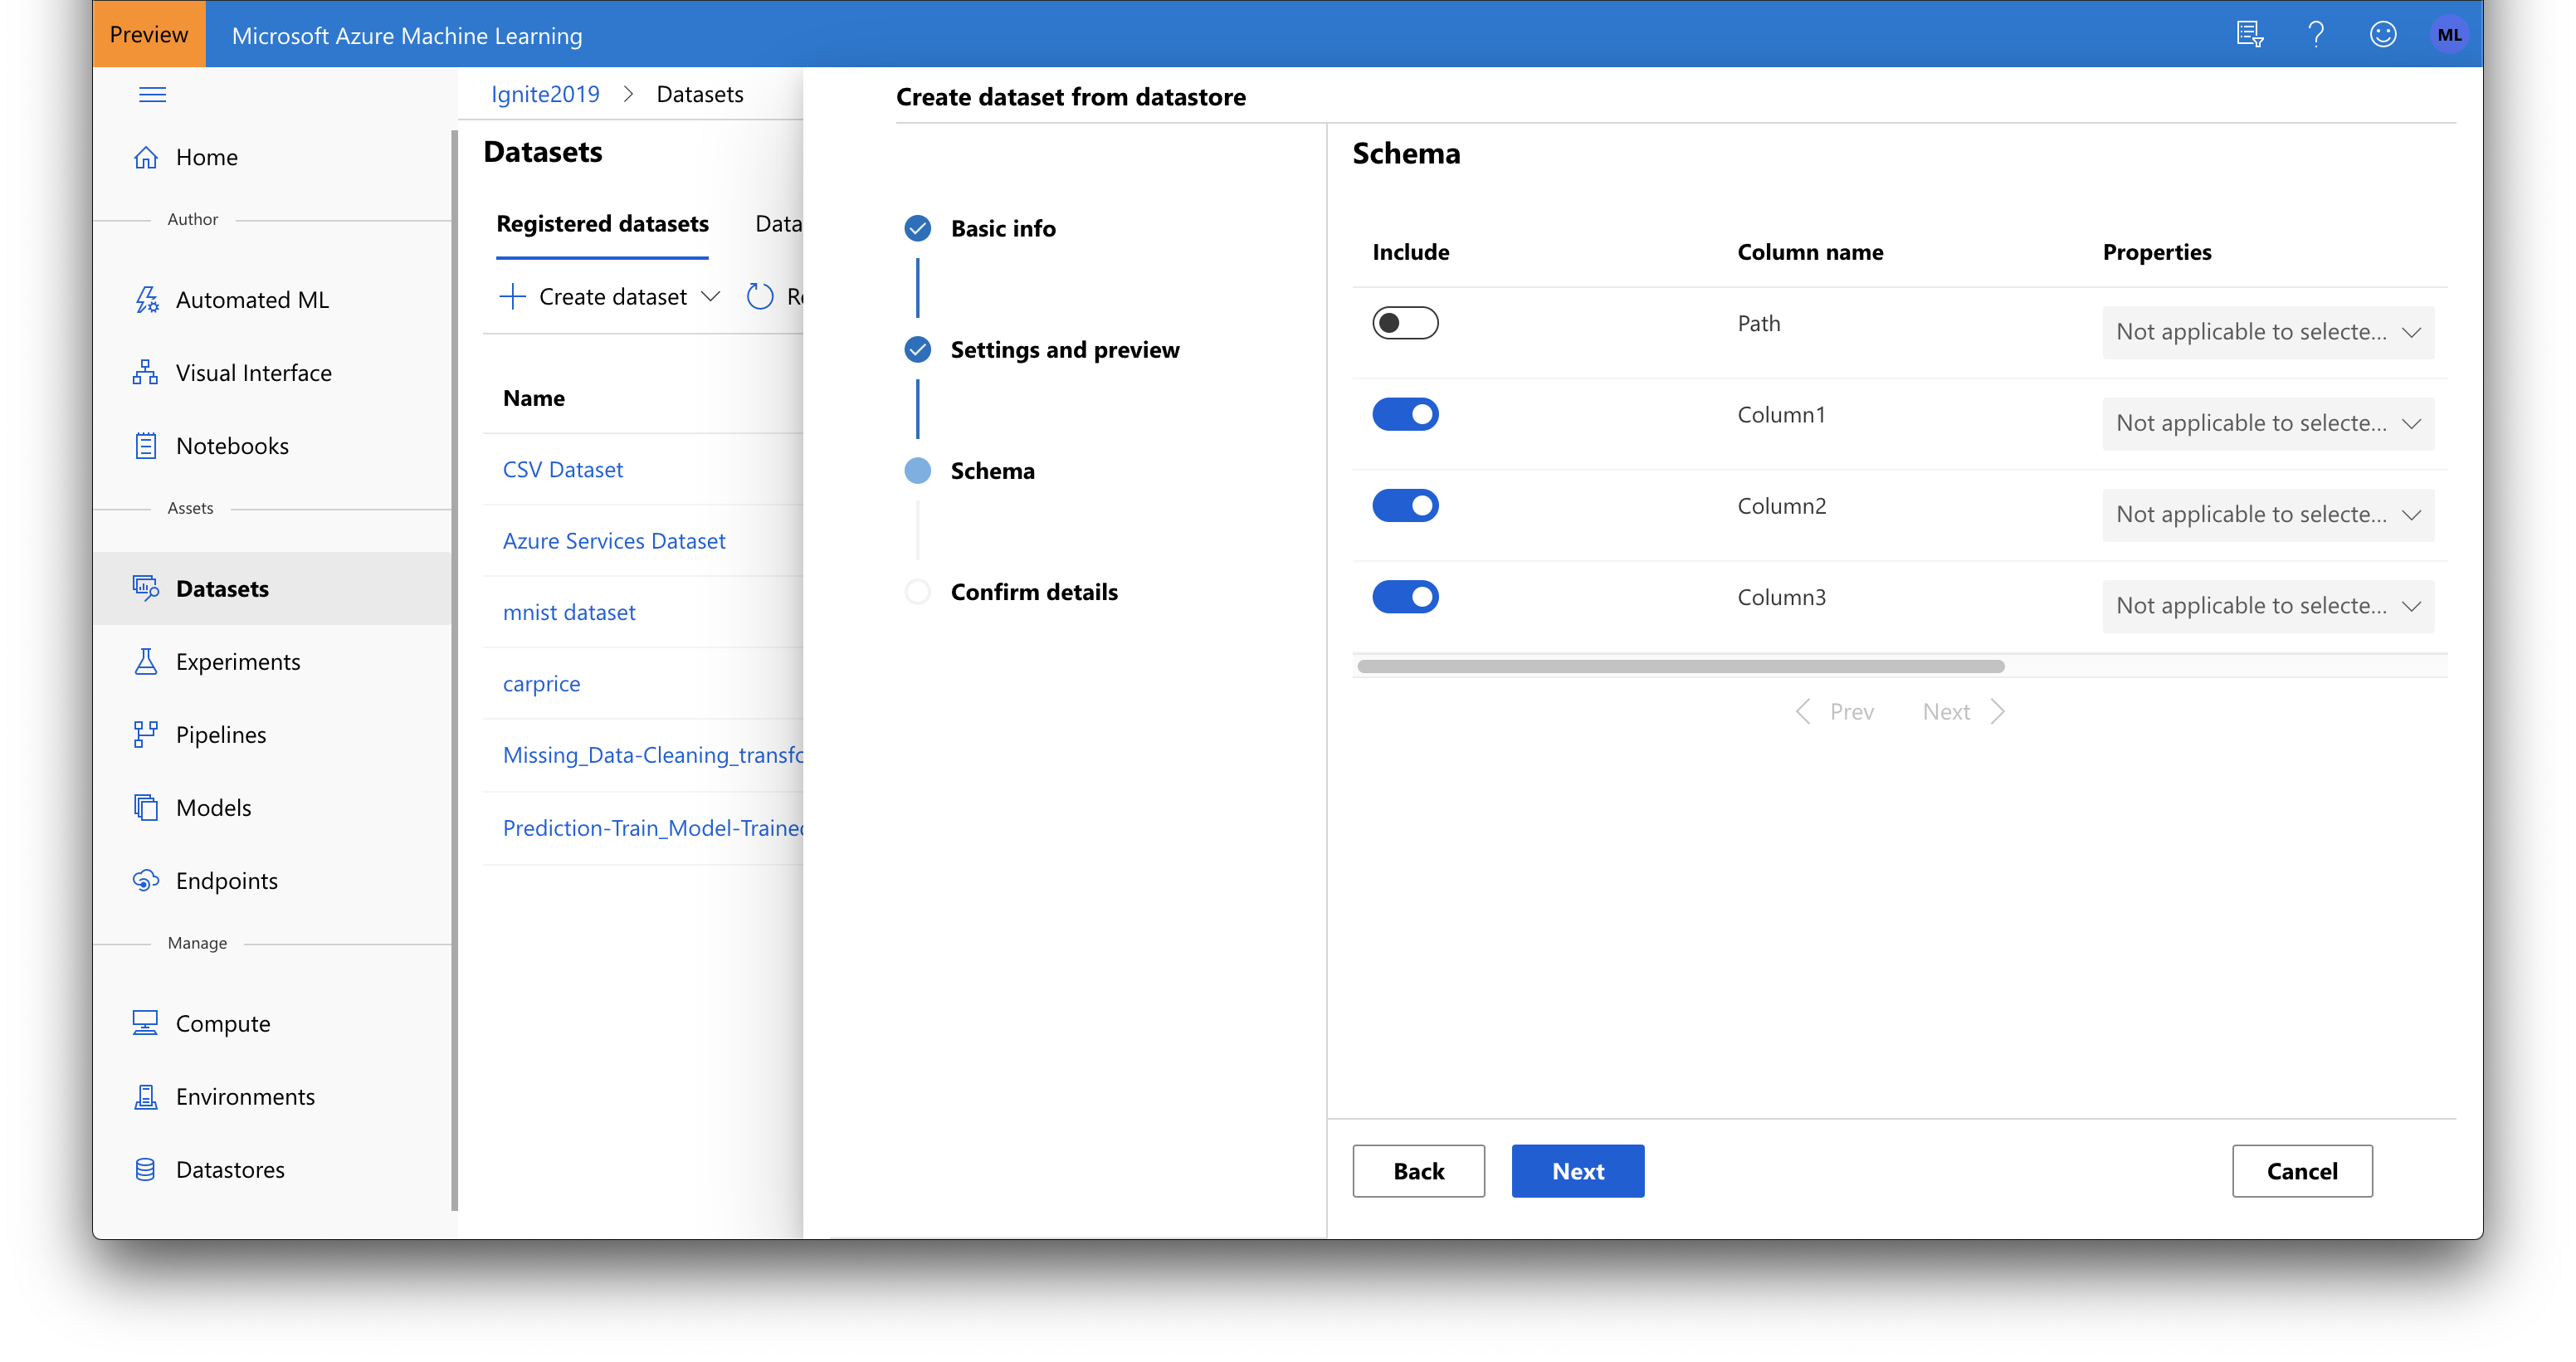 Preview
Microsoft Azure Machine Learning
ML
Home
Author
Automated ML
Visual Interface
Notebooks
Assets
Datasets
Experiments
Pipelines
Models
Endpoints
Manage
Compute
Environments
Datastores
Ignite2019 > Datasets
Datasets
Registered datasets Data
Create dataset Re
Name
CSV Dataset
Azure Services Dataset
mnist dataset
carprice
Missing_Data-Cleaning_transfo
Prediction-Train_Model-Trained
Create dataset from datastore
Basic info
Settings and preview
Schema
Confirm details
Schema
Include Column name Properties
Path Not applicable to selecte...
Column1 Not applicable to selecte...
Column2 Not applicable to selecte...
Column3 Not applicable to selecte...
Prev Next
Back Next Cancel